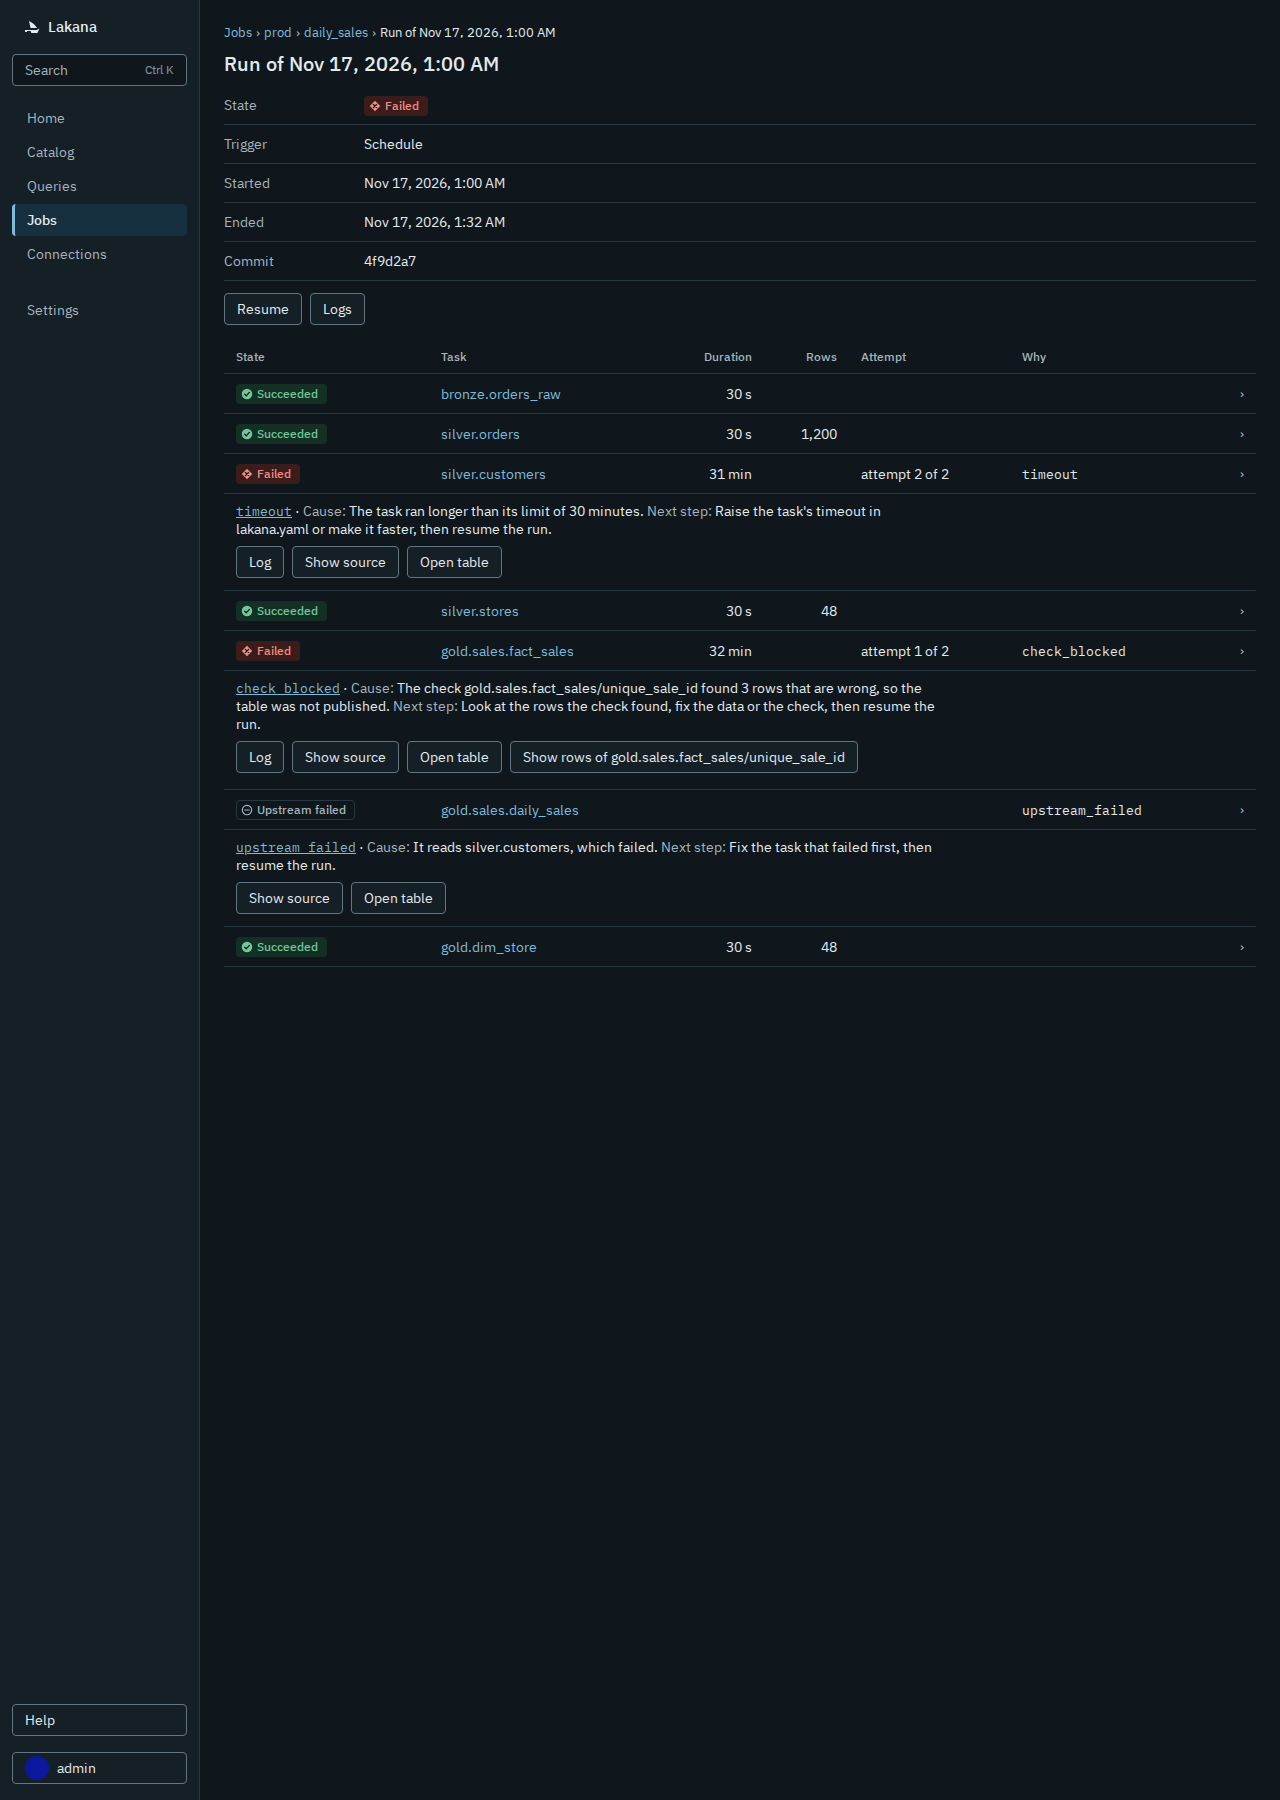 Lakana
Search Ctrl K
Home
Catalog
Queries
Jobs
Connections
Settings
Help
admin
Jobs › prod › daily_sales › Run of Nov 17, 2026, 1:00 AM
Run of Nov 17, 2026, 1:00 AM
State Failed
Trigger Schedule
Started Nov 17, 2026, 1:00 AM
Ended Nov 17, 2026, 1:32 AM
Commit 4f9d2a7
Resume Logs
State Task Duration Rows Attempt Why
Succeeded bronze.orders_raw 30 s ›
Succeeded silver.orders 30 s 1,200 ›
Failed silver.customers 31 min attempt 2 of 2 timeout ›
timeout · Cause: The task ran longer than its limit of 30 minutes. Next step: Raise the task's timeout in
lakana.yaml or make it faster, then resume the run.
Log Show source Open table
Succeeded silver.stores 30 s 48 ›
Failed gold.sales.fact_sales 32 min attempt 1 of 2 check_blocked ›
check_blocked · Cause: The check gold.sales.fact_sales/unique_sale_id found 3 rows that are wrong, so the
table was not published. Next step: Look at the rows the check found, fix the data or the check, then resume the
run.
Log Show source Open table Show rows of gold.sales.fact_sales/unique_sale_id
Upstream failed gold.sales.daily_sales upstream_failed ›
upstream_failed · Cause: It reads silver.customers, which failed. Next step: Fix the task that failed first, then
resume the run.
Show source Open table
Succeeded gold.dim_store 30 s 48 ›